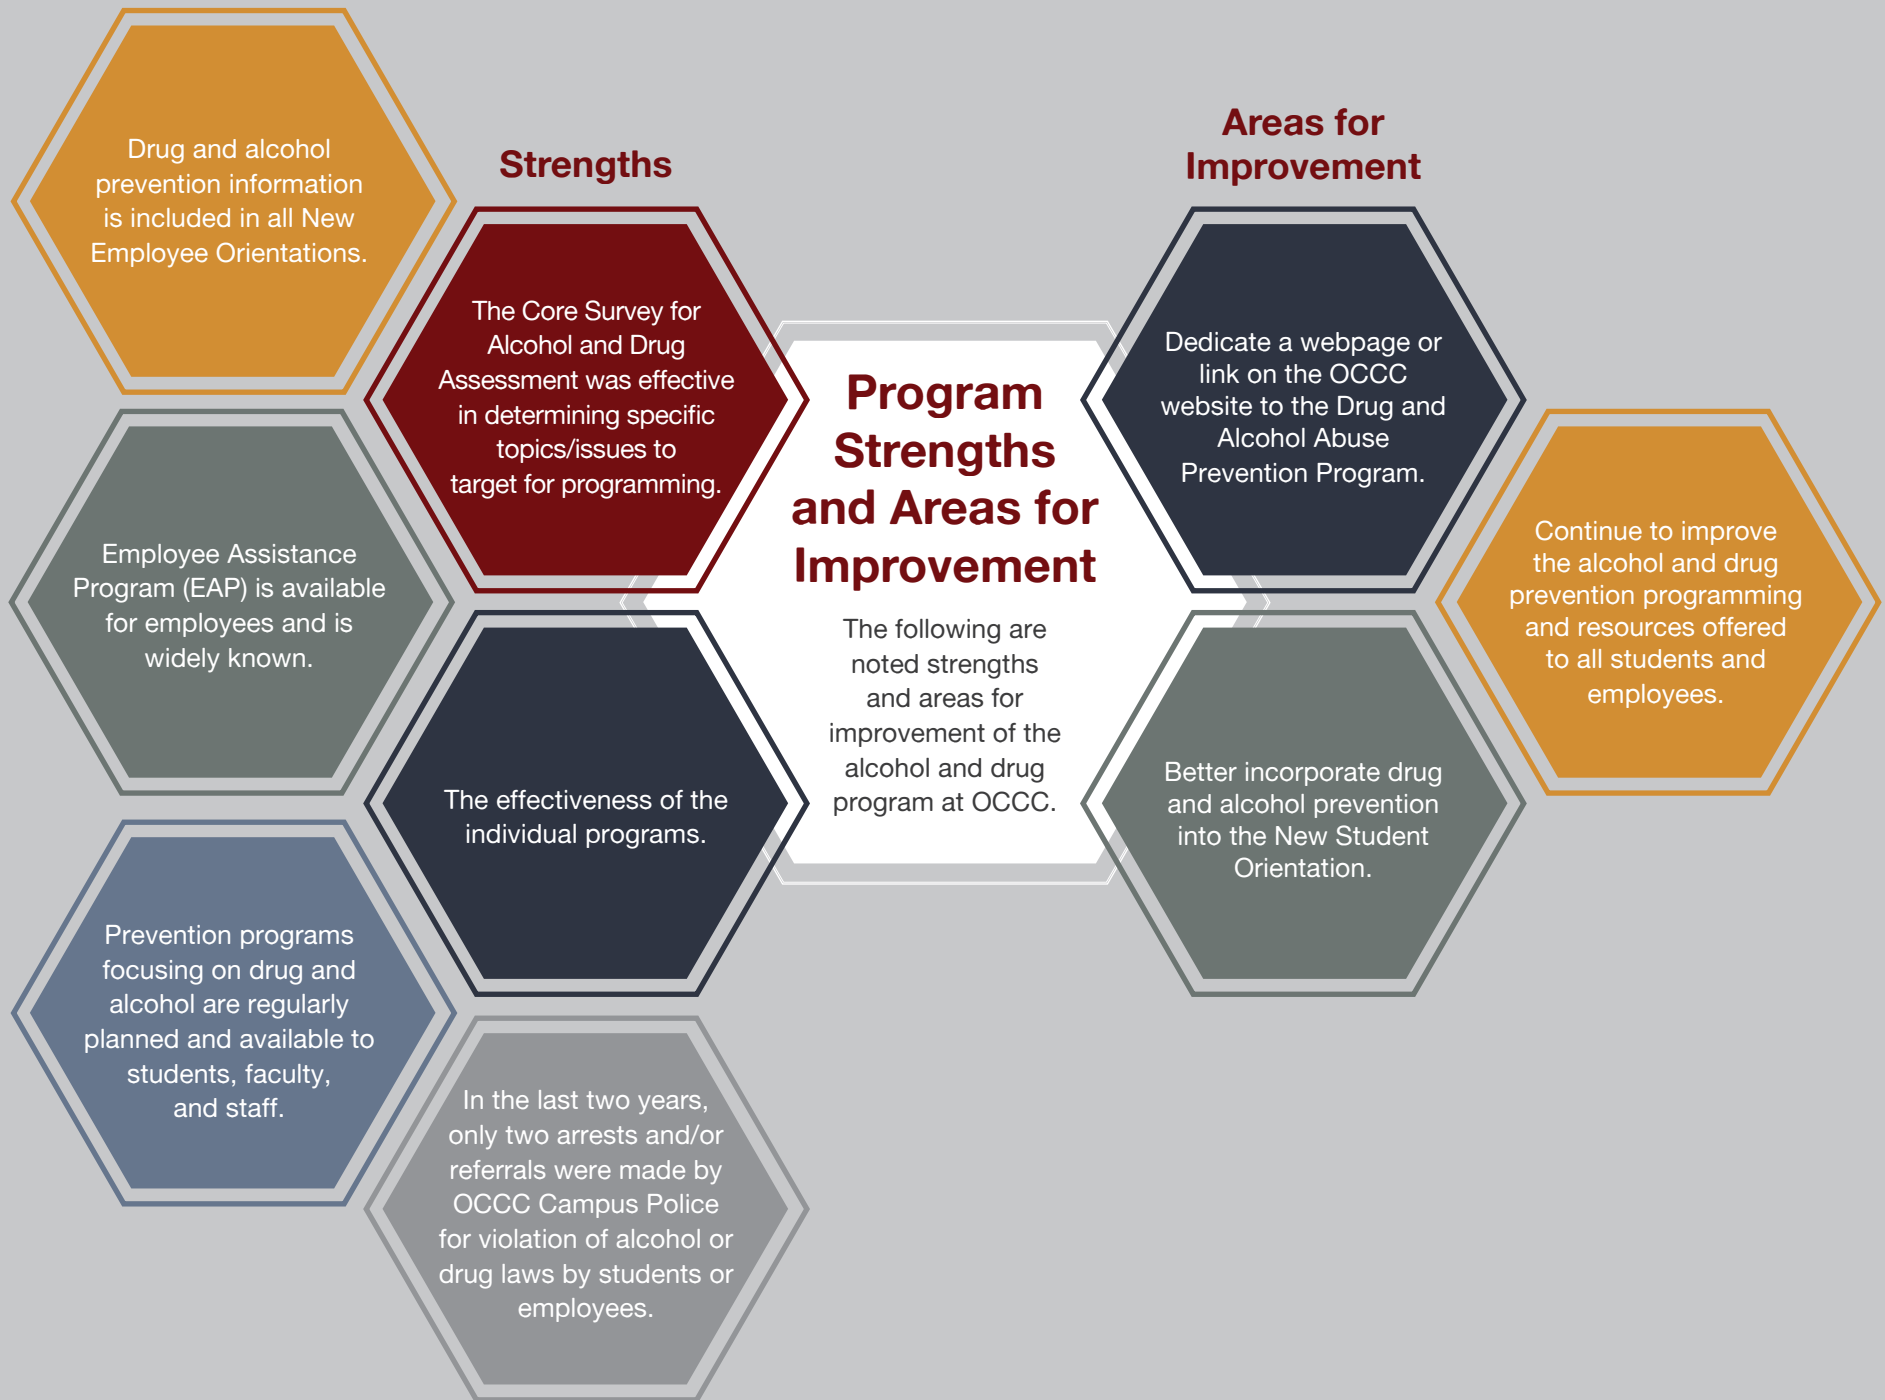 Drug and alcohol
prevention information
is included in all New
Employee Orientations.
Strengths
The Core Survey for
Alcohol and Drug
Assessment was effective
in determining specific
topics/issues to
target for programming.
Employee Assistance
Program (EAP) is available
for employees and is
widely known.
The effectiveness of the
individual programs.
Prevention programs
focusing on drug and
alcohol are regularly
planned and available to
students, faculty,
and staff.
In the last two years,
only two arrests and/or
referrals were made by
OCCC Campus Police
for violation of alcohol or
drug laws by students or
employees.
Program
Strengths
and Areas for
Improvement
The following are
noted strengths
and areas for
improvement of the
alcohol and drug
program at OCCC.
Areas for
Improvement
Dedicate a webpage or
link on the OCCC
website to the Drug and
Alcohol Abuse
Prevention Program.
Continue to improve
the alcohol and drug
prevention programming
and resources offered
to all students and
employees.
Better incorporate drug
and alcohol prevention
into the New Student
Orientation.